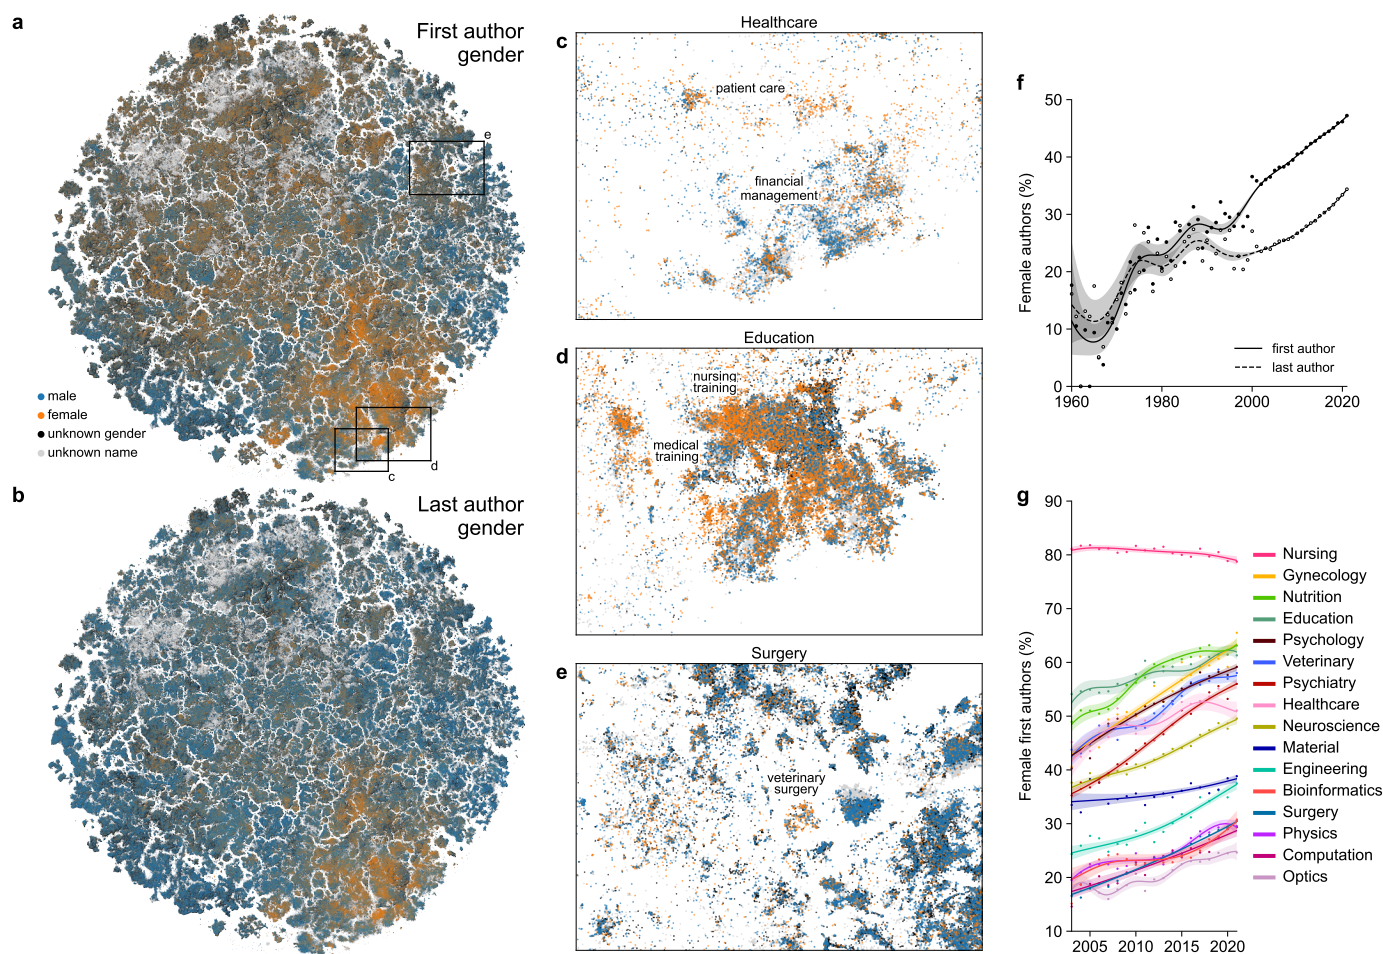 a
First author
gender
e
male
female
unknown gender
unknown name
d
c
b
Last author
gender
Healthcare
c
patient care
financial
management
Education
d
nursing
training
medical
training
Surgery
e
veterinary
surgery
f
50
40
30
20
10
0
Female authors (%)
first author
last author
1960
1980
2000
2020
g
90
80
70
60
50
40
30
20
10
Female first authors (%)
2005
2010
2015
2020
Nursing
Gynecology
Nutrition
Education
Psychology
Veterinary
Psychiatry
Healthcare
Neuroscience
Material
Engineering
Bioinformatics
Surgery
Physics
Computation
Optics